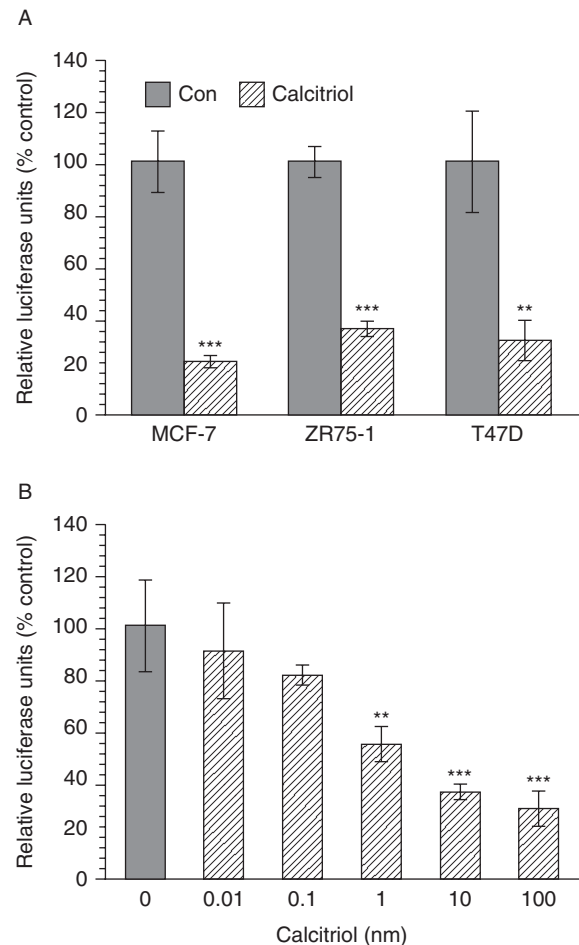 A
Relative luciferase units (% control)
140
120
100
80
60
40
20
0
Con
Calcitriol
***
***
**
MCF-7
ZR75-1
T47D
B
Relative luciferase units (% control)
140
120
100
80
60
40
20
0
**
***
***
0
0.01
0.1
1
10
100
Calcitriol (nm)